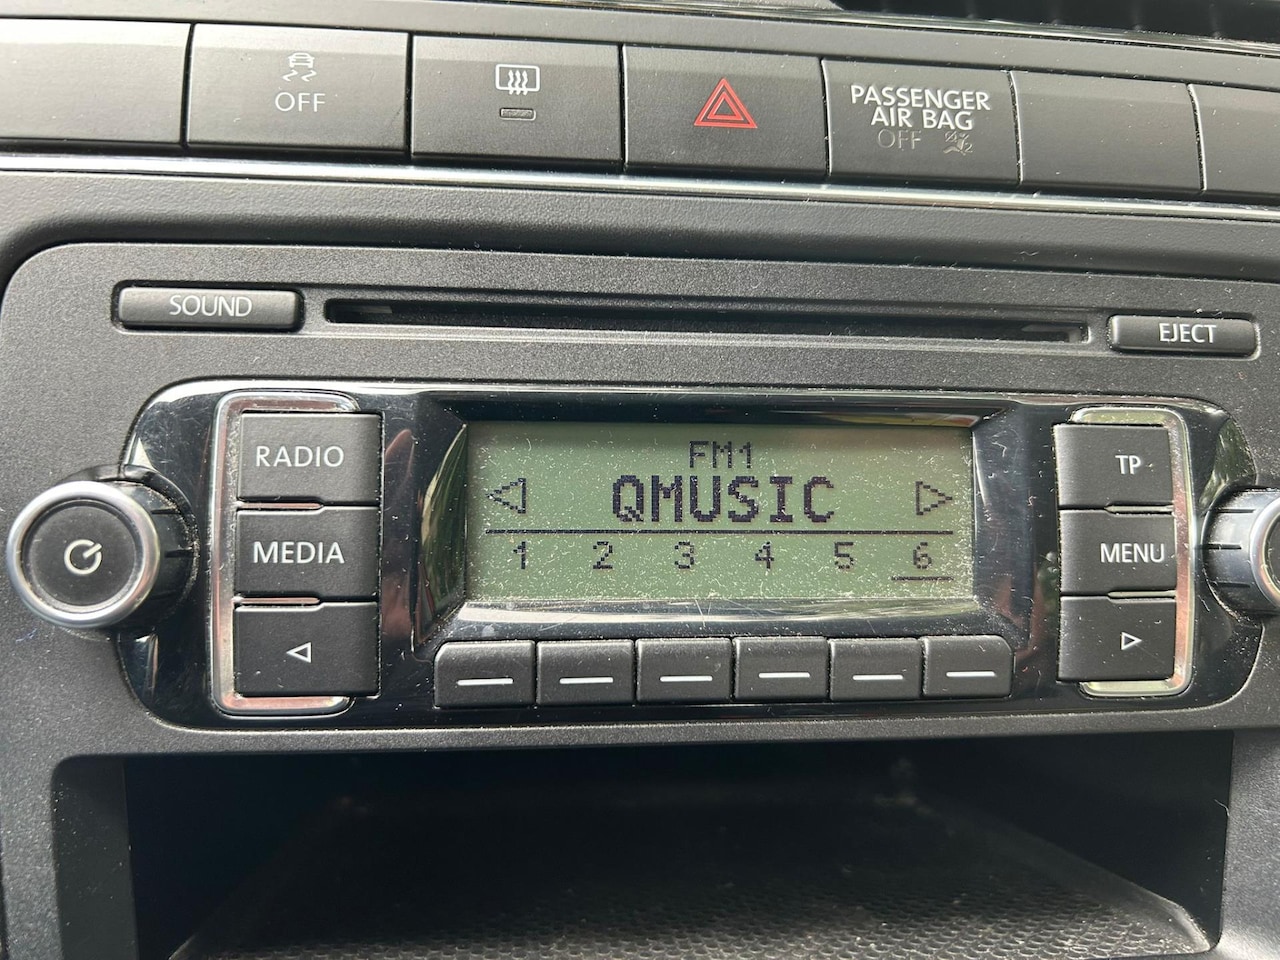 OFF
PASSENGER
AIR BAG
OFF
SOUND
EJECT
RADIO
FM1
TP
QMUSIC
MEDIA
1 2 3 4 5 6
MENU